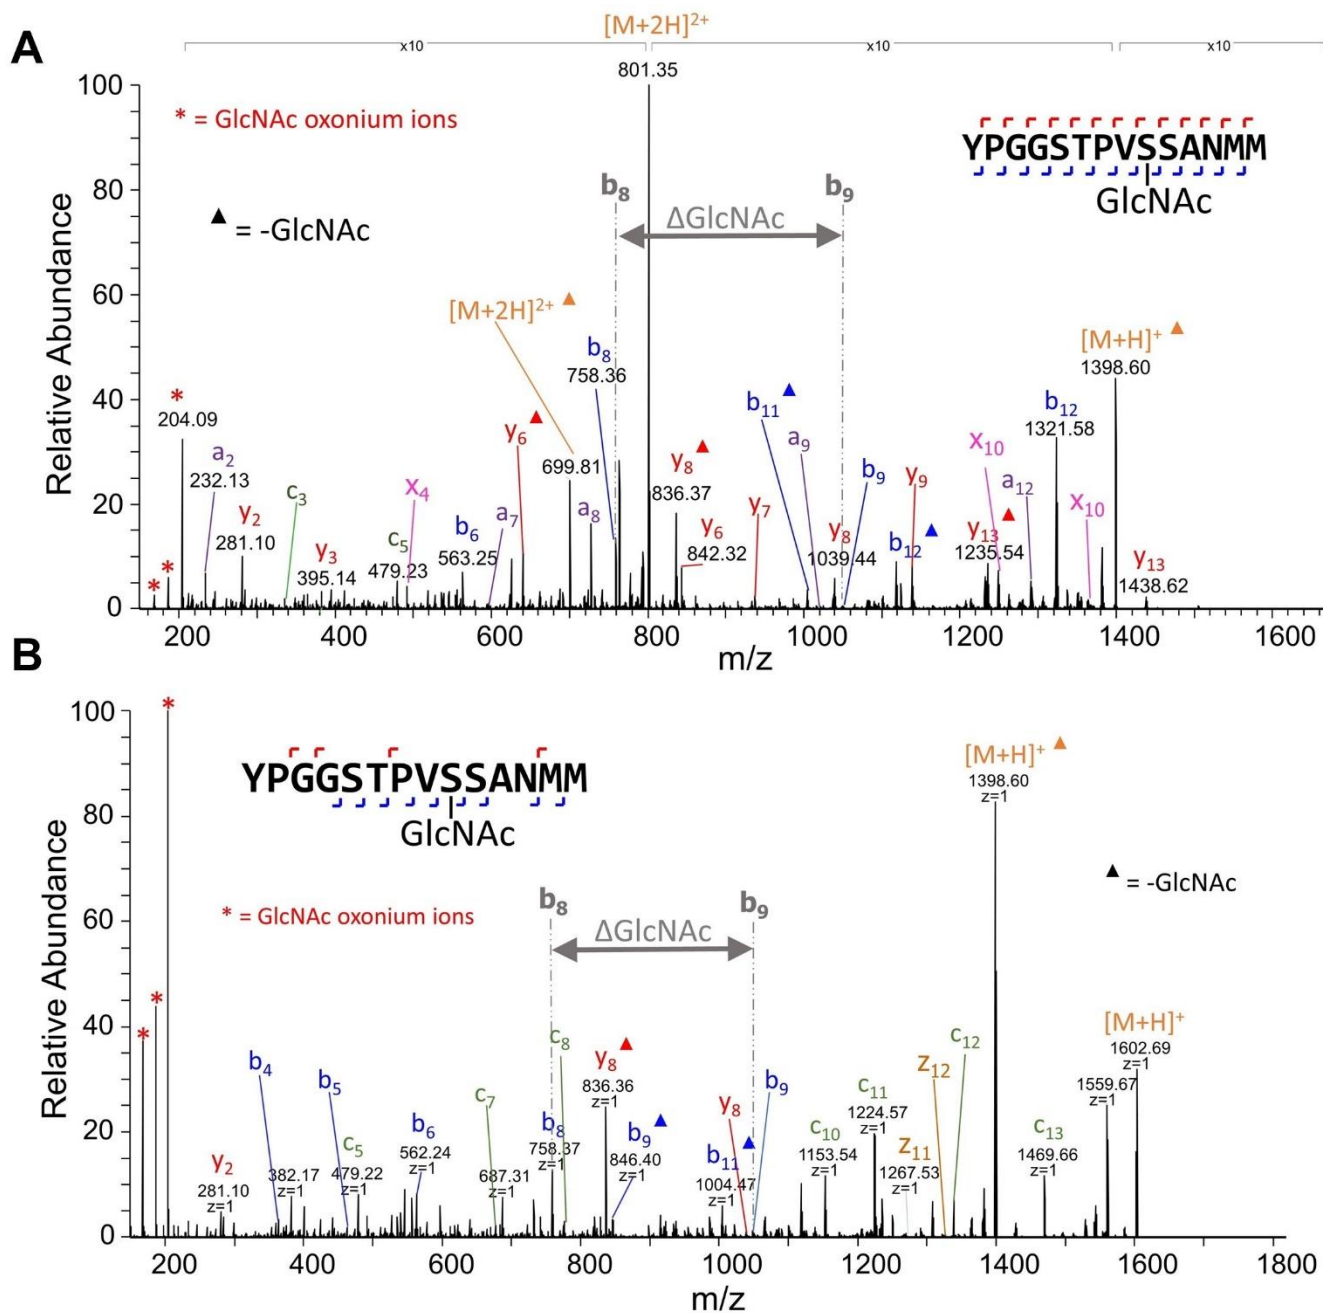 A
[M+2H]2+
x10
x10
x10
801.35
* = GlcNAc oxonium ions
▲ = -GlcNAc
YPGGSTPVSSANMM
GlcNAc
b8
b9
ΔGlcNAc
[M+2H]2+ ▲
[M+H]+ ▲
1398.60
b8
758.36
*
204.09
*
*
a2
232.13
y2
281.10
c3
y3
395.14
c5
479.23
x4
b6
563.25
a7
y6 ▲
699.81
a8
y8 ▲
836.37
y6
842.32
y7
b11 ▲
a9
y8
1039.44
b9
b12 ▲
y9
x10
y13 ▲
1235.54
a12
b12
1321.58
x10
y13
1438.62
Relative Abundance
100
80
60
40
20
0
200
400
600
800
1000
1200
1400
1600
m/z
B
*
*
*
YPGGSTPVSSANMM
GlcNAc
* = GlcNAc oxonium ions
▲ = -GlcNAc
b8
b9
ΔGlcNAc
[M+H]+ ▲
1398.60
z=1
[M+H]+
1602.69
z=1
1559.67
z=1
y2
281.10
z=1
b4
382.17
z=1
b5
c5
479.22
z=1
b6
562.24
z=1
c7
687.31
z=1
c8
b8
758.37
z=1
y8 ▲
836.36
z=1
b9 ▲
846.40
z=1
b11 ▲
1004.47
z=1
y8
b9
c10
1153.54
z=1
c11
1224.57
z=1
z11
1267.53
z=1
z12
c12
c13
1469.66
z=1
Relative Abundance
100
80
60
40
20
0
200
400
600
800
1000
1200
1400
1600
1800
m/z